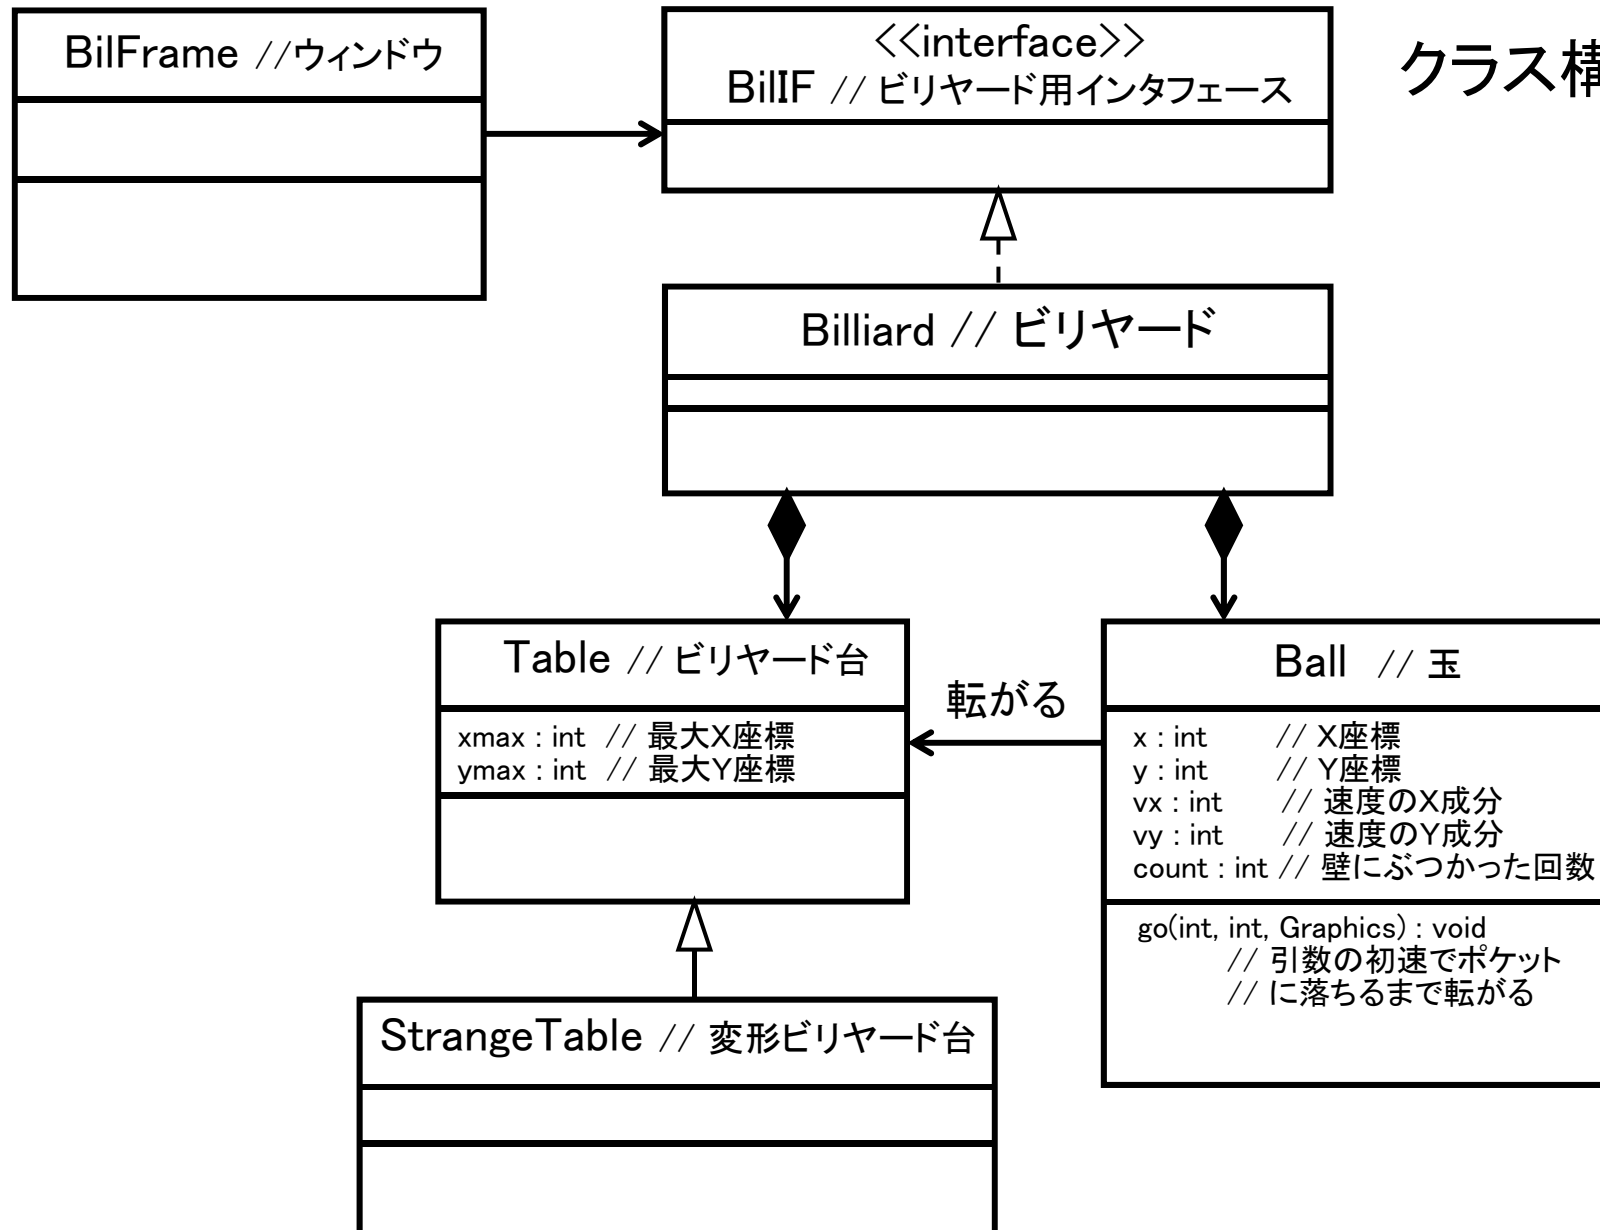 BilFrame //ウィンドウ
<<interface>>
BilIF // ビリヤード用インタフェース
クラス構
Billiard // ビリヤード
Table // ビリヤード台
xmax : int // 最大X座標
ymax : int // 最大Y座標
転がる
Ball // 玉
x : int // X座標
y : int // Y座標
vx : int // 速度のX成分
vy : int // 速度のY成分
count : int // 壁にぶつかった回数
go(int, int, Graphics) : void
// 引数の初速でポケット
// に落ちるまで転がる
StrangeTable // 変形ビリヤード台